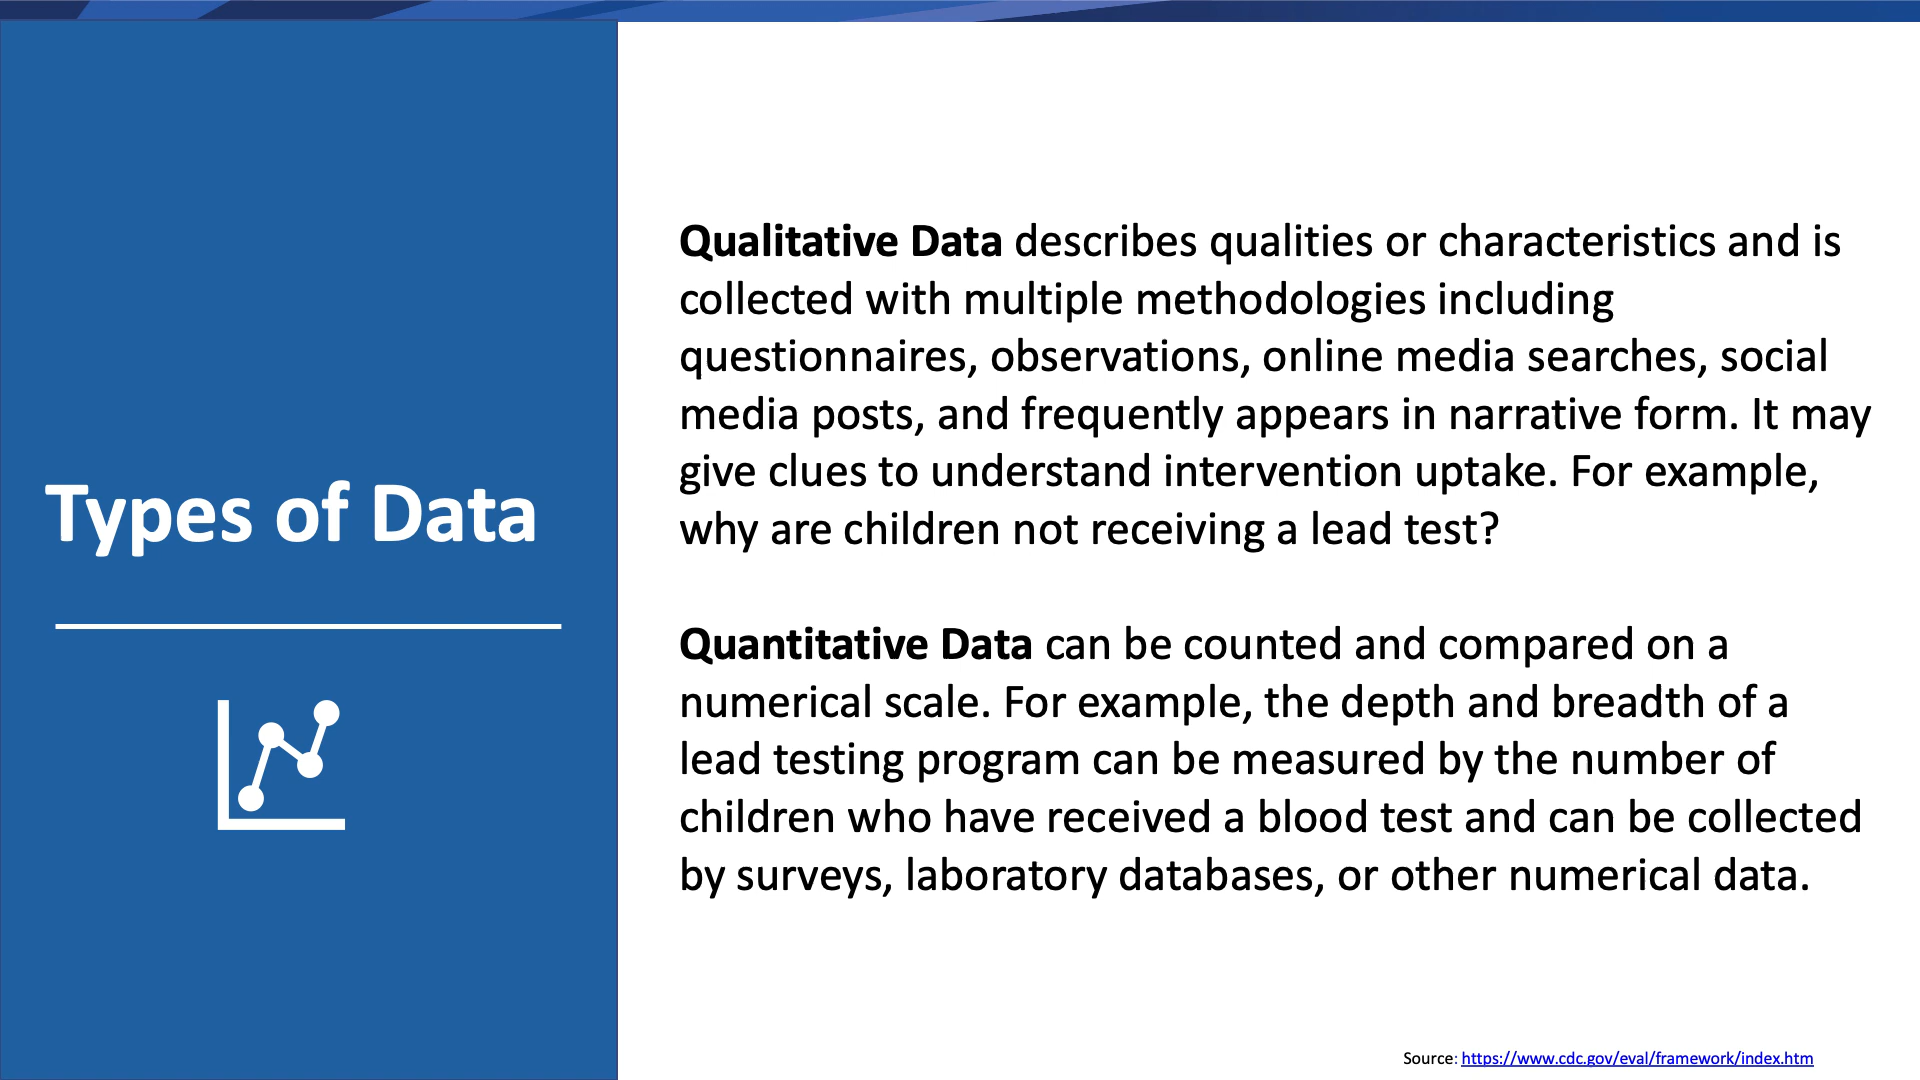 Types of Data
Qualitative Data describes qualities or characteristics and is
collected with multiple methodologies including
questionnaires, observations, online media searches, social
media posts, and frequently appears in narrative form. It may
give clues to understand intervention uptake. For example,
why are children not receiving a lead test?
Quantitative Data can be counted and compared on a
numerical scale. For example, the depth and breadth of a
lead testing program can be measured by the number of
children who have received a blood test and can be collected
by surveys, laboratory databases, or other numerical data.
Source: https://www.cdc.gov/eval/framework/index.htm